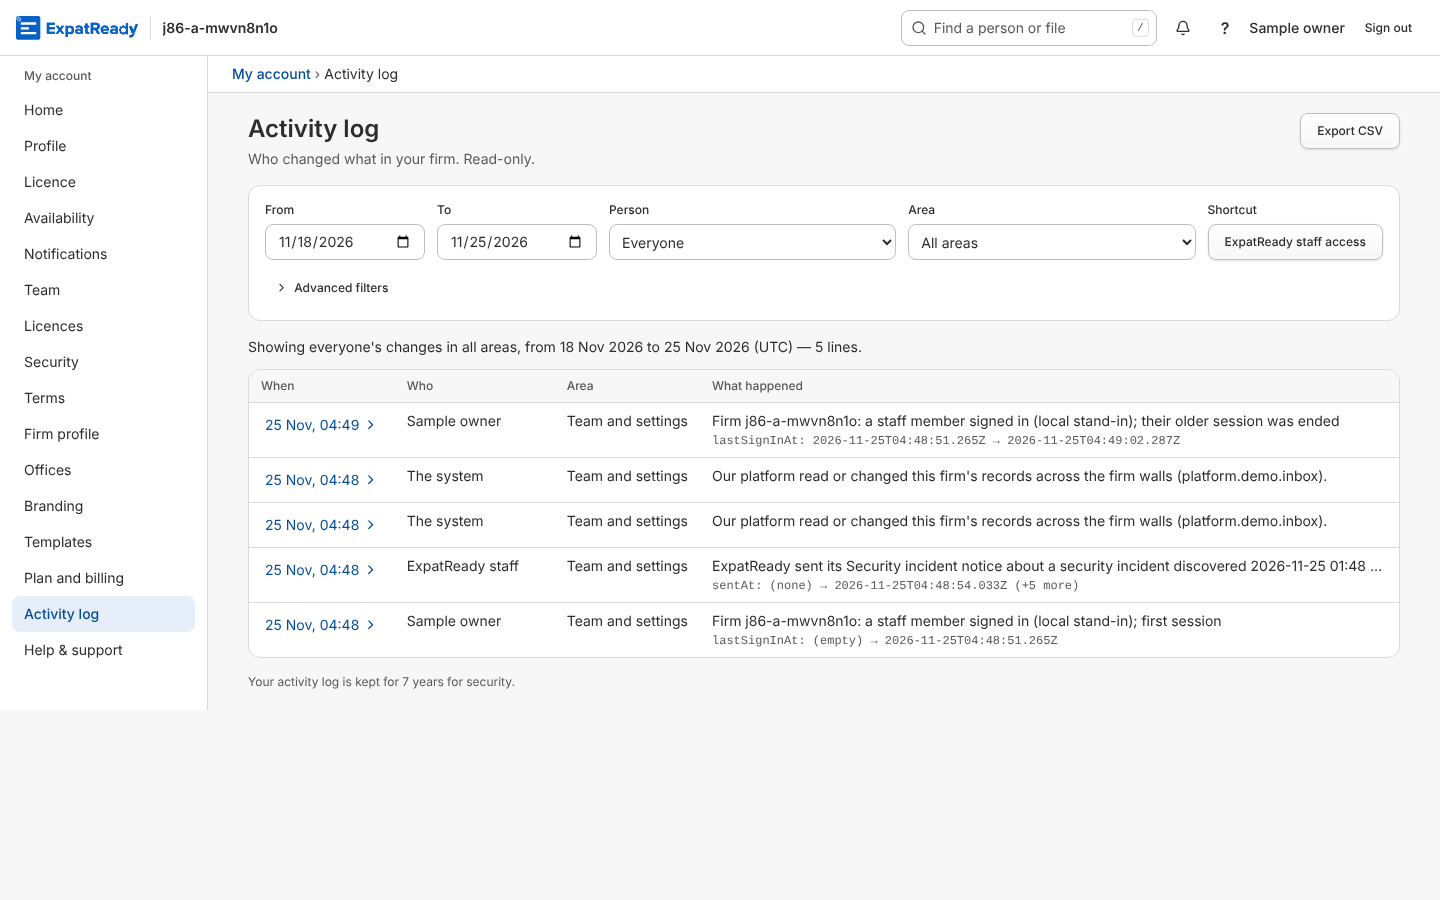 ExpatReady
j86-a-mwvn8n1o
Find a person or file
/
?
Sample owner
Sign out
My account
Home
Profile
Licence
Availability
Notifications
Team
Licences
Security
Terms
Firm profile
Offices
Branding
Templates
Plan and billing
Activity log
Help & support
My account › Activity log
Activity log
Who changed what in your firm. Read-only.
Export CSV
From
To
Person
Area
Shortcut
11/18/2026
11/25/2026
Everyone
All areas
ExpatReady staff access
Advanced filters
Showing everyone's changes in all areas, from 18 Nov 2026 to 25 Nov 2026 (UTC) — 5 lines.
When Who Area What happened
25 Nov, 04:49 Sample owner Team and settings Firm j86-a-mwvn8n1o: a staff member signed in (local stand-in); their older session was ended
lastSignInAt: 2026-11-25T04:48:51.265Z → 2026-11-25T04:49:02.287Z
25 Nov, 04:48 The system Team and settings Our platform read or changed this firm's records across the firm walls (platform.demo.inbox).
25 Nov, 04:48 The system Team and settings Our platform read or changed this firm's records across the firm walls (platform.demo.inbox).
25 Nov, 04:48 ExpatReady staff Team and settings ExpatReady sent its Security incident notice about a security incident discovered 2026-11-25 01:48 ...
sentAt: (none) → 2026-11-25T04:48:54.033Z (+5 more)
25 Nov, 04:48 Sample owner Team and settings Firm j86-a-mwvn8n1o: a staff member signed in (local stand-in); first session
lastSignInAt: (empty) → 2026-11-25T04:48:51.265Z
Your activity log is kept for 7 years for security.